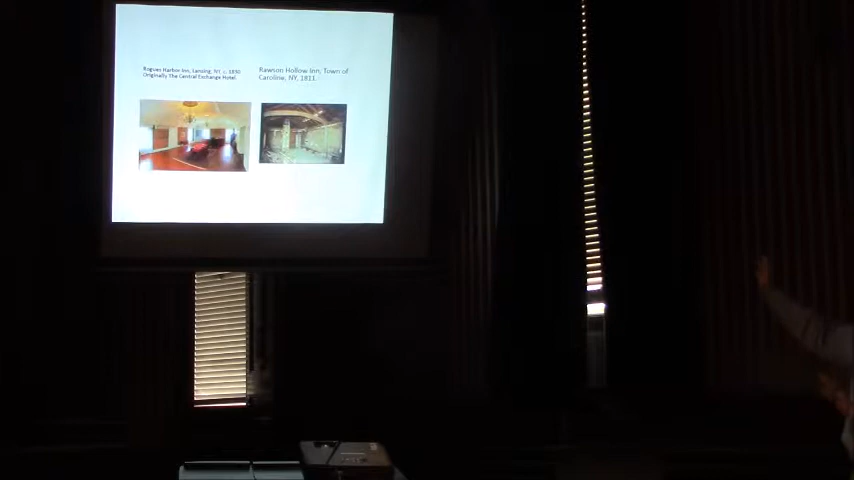 Rogues Harbor Inn, Lansing, NY, c. 1830
Originally The Central Exchange Hotel.
Rawson Hollow Inn, Town of
Caroline, NY, 1811.